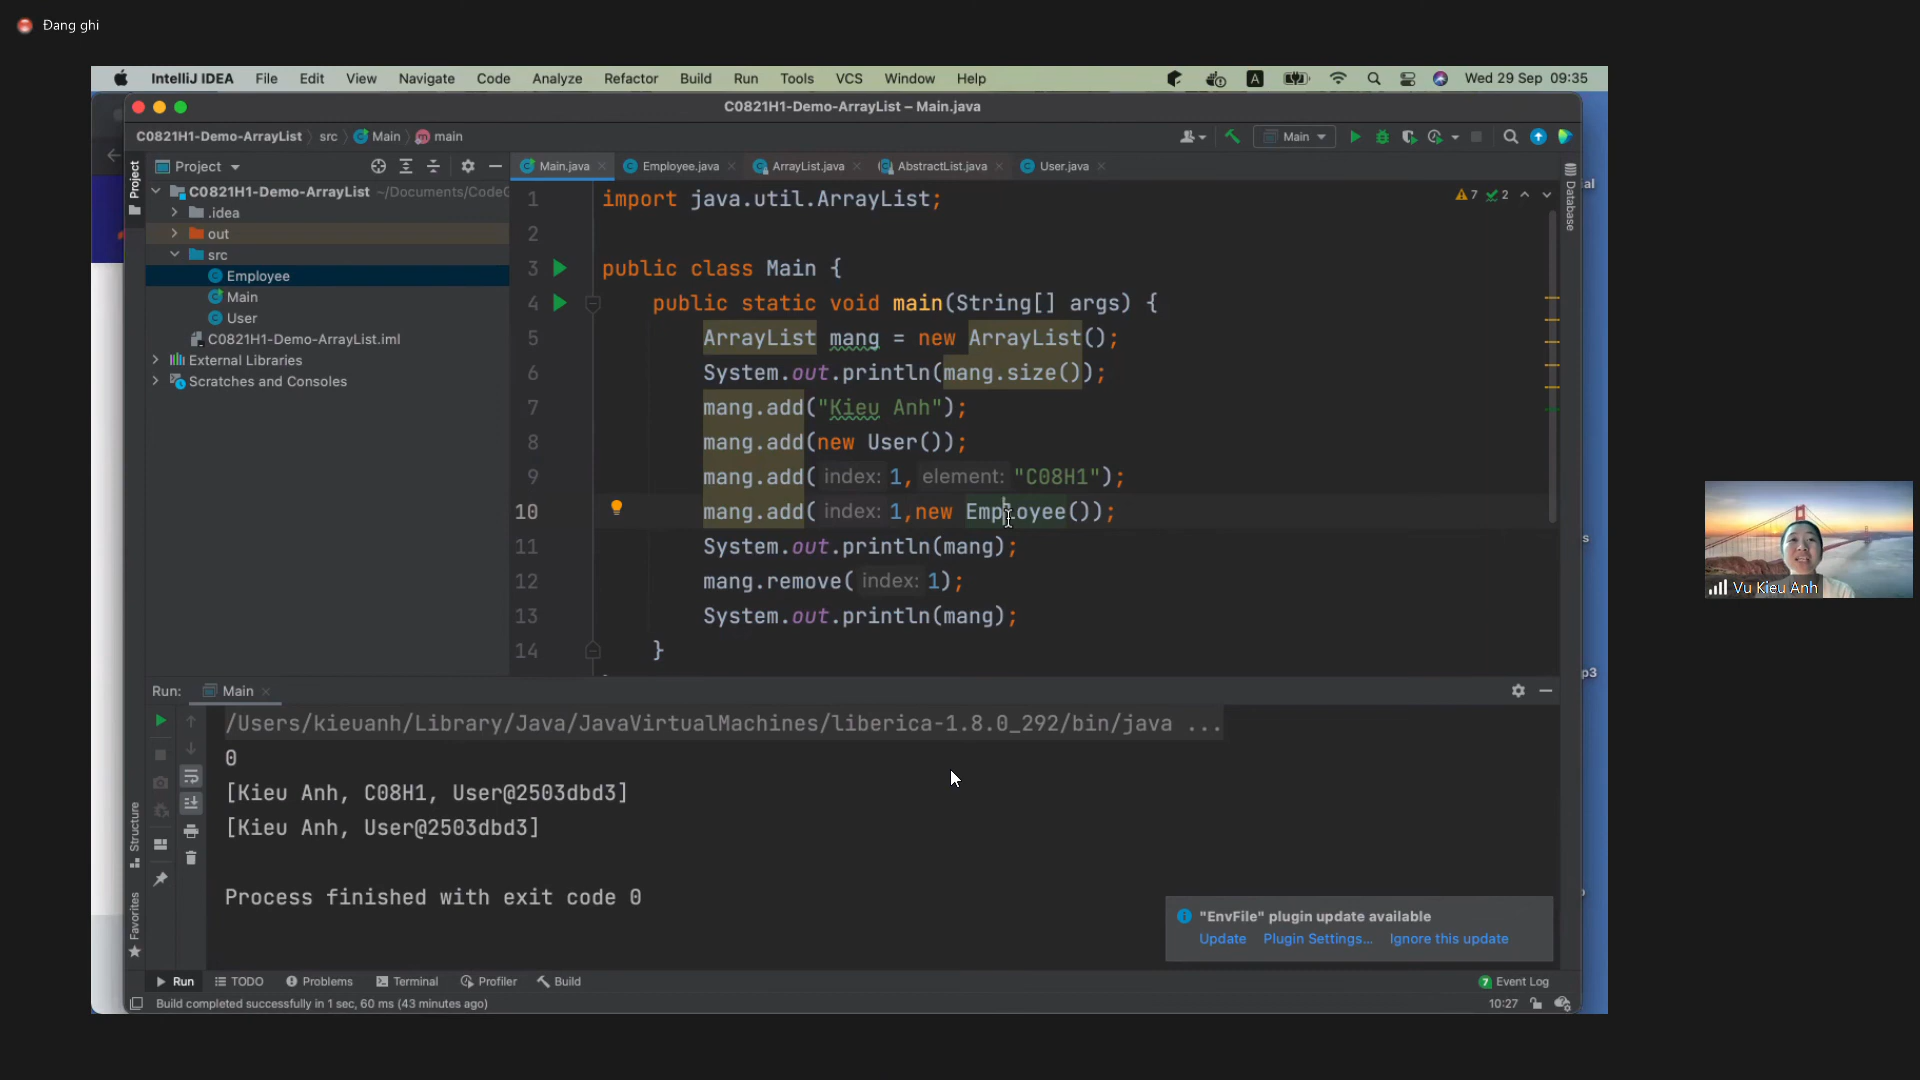 Đang ghi
IntelliJ IDEA File Edit View Navigate Code Analyze Refactor Build Run Tools VCS Window Help
A
Wed 29 Sep 09:35
C0821H1-Demo-ArrayList – Main.java
C0821H1-Demo-ArrayList src Main main
Main
Project
Main.java Employee.java ArrayList.java AbstractList.java User.java
Project
C0821H1-Demo-ArrayList ~/Documents/CodeG
.idea
out
src
Employee
Main
User
C0821H1-Demo-ArrayList.iml
External Libraries
Scratches and Consoles
7 2
Database
1 import java.util.ArrayList;
2
3 public class Main {
4 public static void main(String[] args) {
5 ArrayList mang = new ArrayList();
6 System.out.println(mang.size());
7 mang.add("Kieu Anh");
8 mang.add(new User());
9 mang.add( index: 1, element: "C08H1");
10 mang.add( index: 1,new Employee());
11 System.out.println(mang);
12 mang.remove( index: 1);
13 System.out.println(mang);
14 }
al
s
p3
Vu Kieu Anh
Run: Main
/Users/kieuanh/Library/Java/JavaVirtualMachines/liberica-1.8.0_292/bin/java ...
0
[Kieu Anh, C08H1, User@2503dbd3]
[Kieu Anh, User@2503dbd3]
Process finished with exit code 0
Structure
Favorites
"EnvFile" plugin update available
Update Plugin Settings... Ignore this update
Run TODO Problems Terminal Profiler Build
7 Event Log
Build completed successfully in 1 sec, 60 ms (43 minutes ago)
10:27